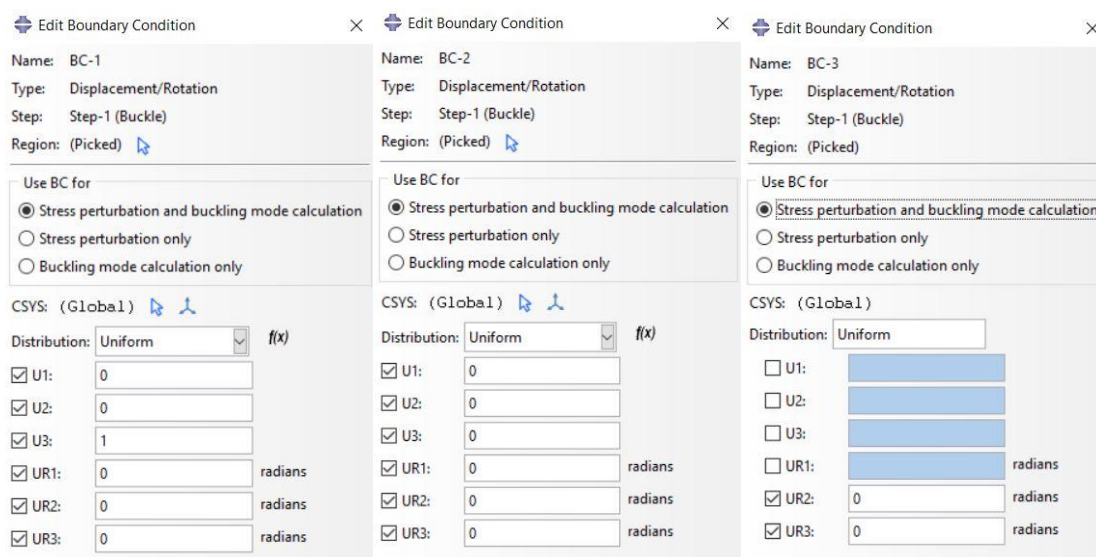 Edit Boundary Condition
Name: BC-1
Type: Displacement/Rotation
Step: Step-1 (Buckle)
Region: (Picked)
Use BC for
Stress perturbation and buckling mode calculation
Stress perturbation only
Buckling mode calculation only
CSYS: (Global)
Distribution: Uniform f(x)
U1: 0
U2: 0
U3: 1
UR1: 0 radians
UR2: 0 radians
UR3: 0 radians
Edit Boundary Condition
Name: BC-2
Type: Displacement/Rotation
Step: Step-1 (Buckle)
Region: (Picked)
Use BC for
Stress perturbation and buckling mode calculation
Stress perturbation only
Buckling mode calculation only
CSYS: (Global)
Distribution: Uniform f(x)
U1: 0
U2: 0
U3: 0
UR1: 0 radians
UR2: 0 radians
UR3: 0 radians
Edit Boundary Condition
Name: BC-3
Type: Displacement/Rotation
Step: Step-1 (Buckle)
Region: (Picked)
Use BC for
Stress perturbation and buckling mode calculation
Stress perturbation only
Buckling mode calculation only
CSYS: (Global)
Distribution: Uniform
U1:
U2:
U3:
UR1: radians
UR2: 0 radians
UR3: 0 radians